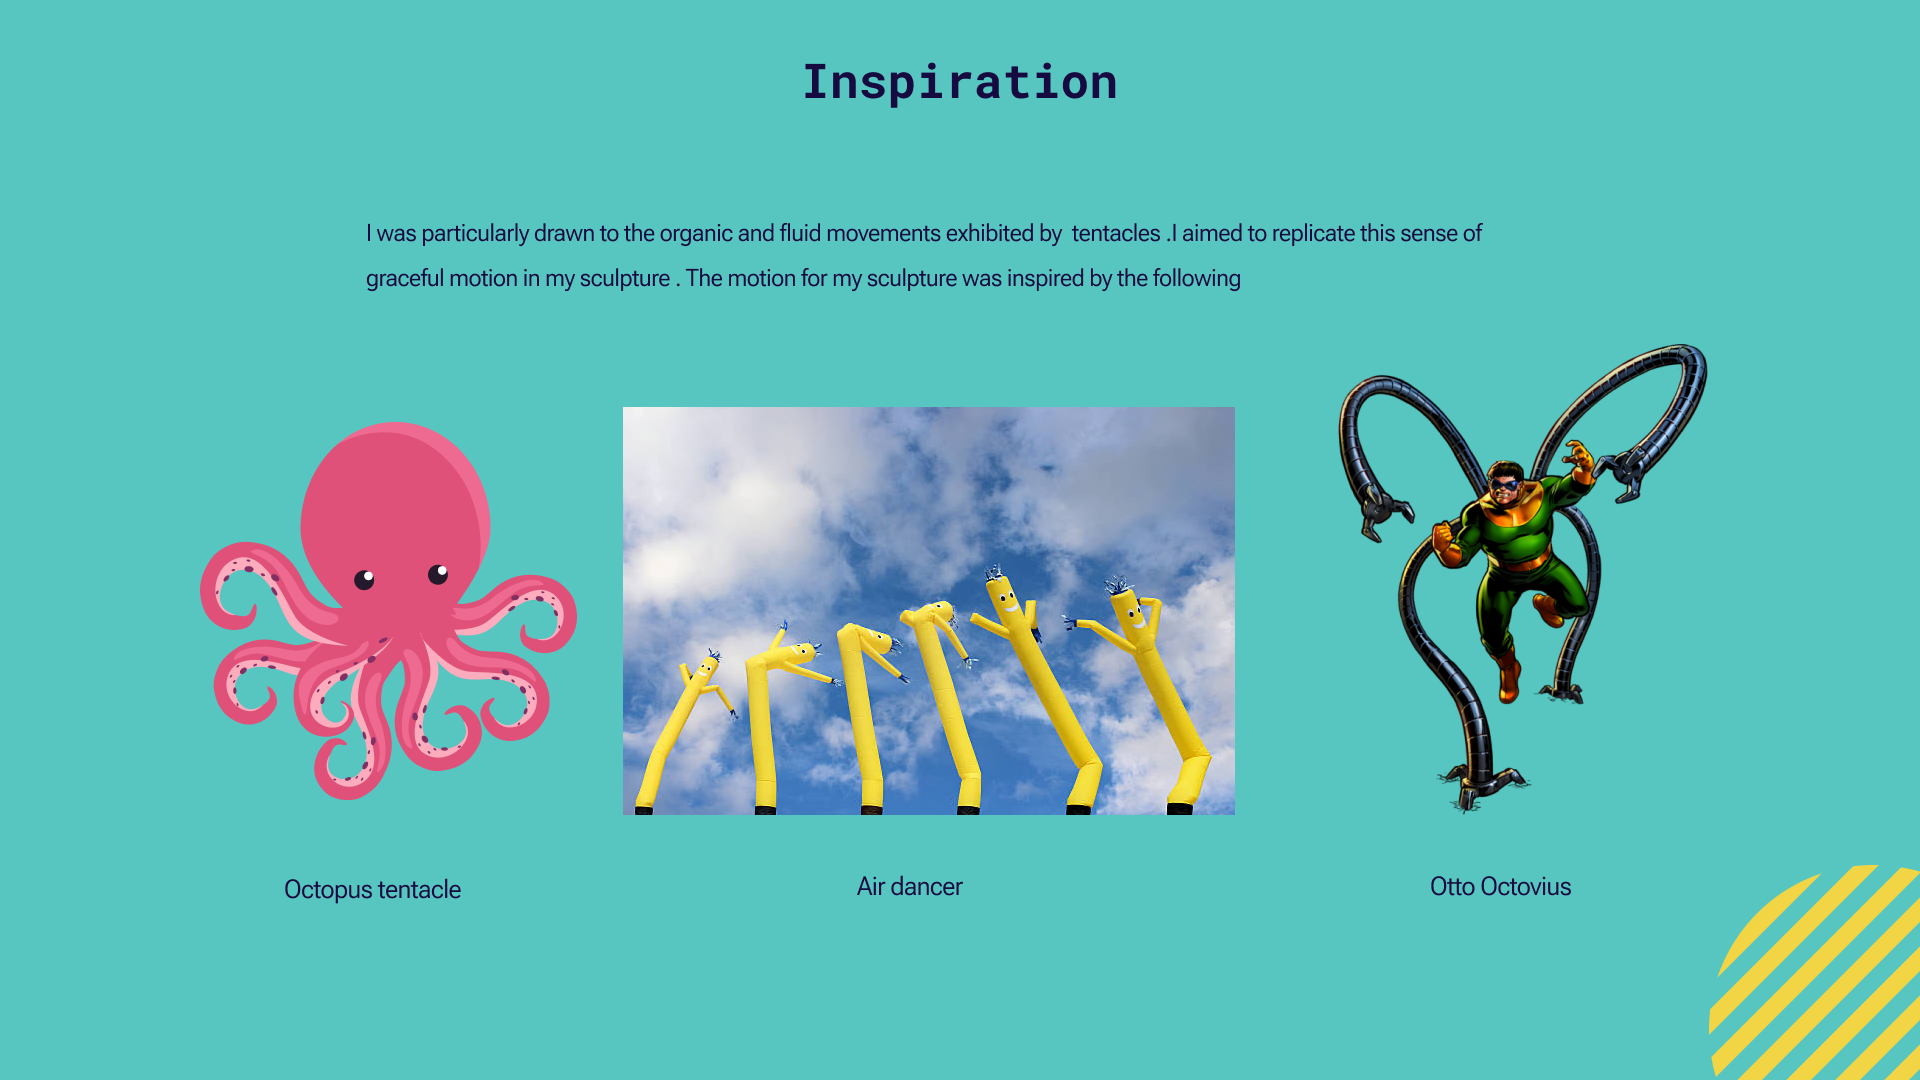 Inspiration
I was particularly drawn to the organic and fluid movements exhibited by  tentacles .I aimed to replicate this sense of
graceful motion in my sculpture . The motion for my sculpture was inspired by the following
Octopus tentacle
Air dancer
Otto Octovius